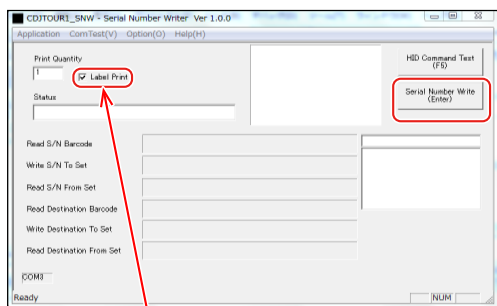 CDJTOUR1_SNW - Serial Number Writer Ver 1.0.0
Application ComTest(V) Option(O) Help(H)
Print Quantity
1
Label Print
HID Command Test
(F5)
Status
Serial Number Write
(Enter)
Read S/N Barcode
Write S/N To Set
Read S/N From Set
Read Destination Barcode
Write Destination To Set
Read Destination From Set
COM3
Ready
NUM